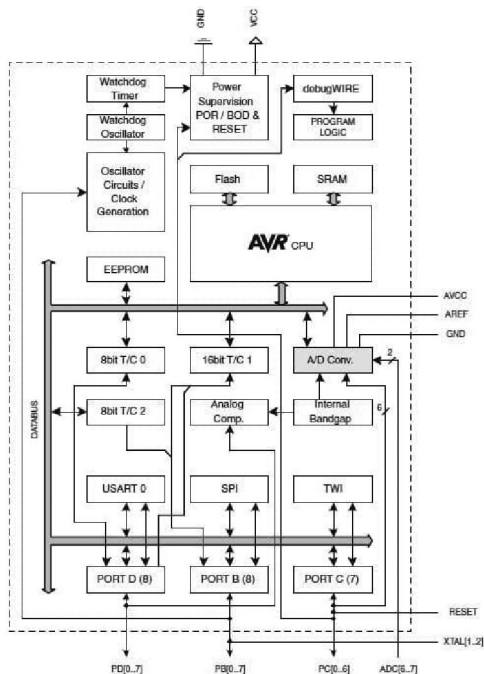 GND
VCC
Watchdog
Timer
Watchdog
Oscillator
Oscillator
Circuits /
Clock
Generation
Power
Supervision
POR / BOD &
RESET
debugWIRE
PROGRAM
LOGIC
Flash
SRAM
AVR CPU
EEPROM
AVCC
AREF
GND
8bit T/C 0
16bit T/C 1
A/D Conv.
2
DATABUS
8bit T/C 2
Analog
Comp.
Internal
Bandgap
6
USART 0
SPI
TWI
PORT D (8)
PORT B (8)
PORT C (7)
RESET
XTAL[1..2]
PD[0..7]
PB[0..7]
PC[0..6]
ADC[6..7]